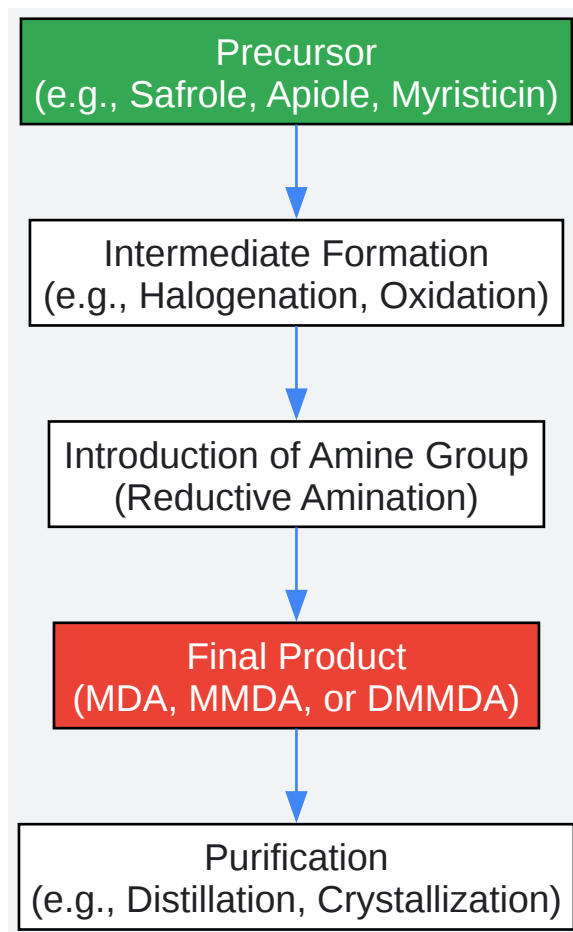 Precursor
(e.g., Safrole, Apiole, Myristicin)
Intermediate Formation
(e.g., Halogenation, Oxidation)
Introduction of Amine Group
(Reductive Amination)
Final Product
(MDA, MMDA, or DMMDA)
Purification
(e.g., Distillation, Crystallization)